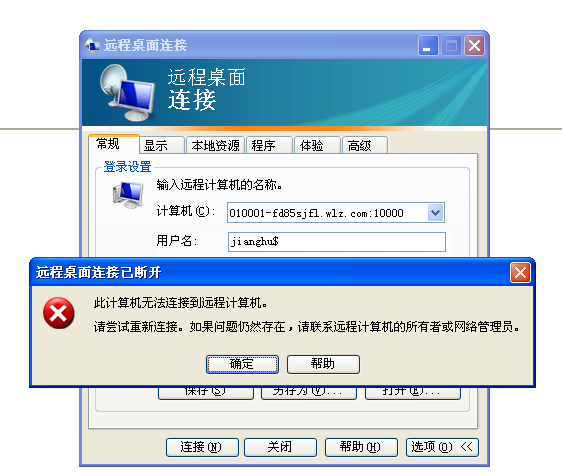 远程桌面连接
远程桌面
连接
常规 显示 本地资源 程序 体验 高级
登录设置
输入远程计算机的名称。
计算机(C): 010001-fd85sjfl.wlz.com:10000
用户名: jianghu$
远程桌面连接已断开
此计算机无法连接到远程计算机。
请尝试重新连接。如果问题仍然存在，请联系远程计算机的所有者或网络管理员。
确定 帮助
保存(S) 另存为(V)... 打开(E)...
连接(N) 关闭 帮助(H) 选项(O) <<